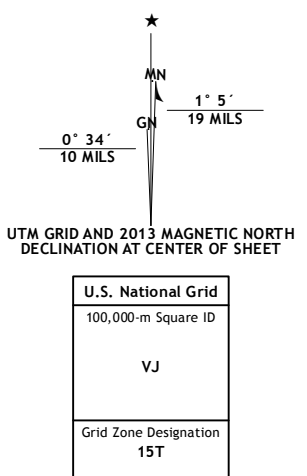 ★
MN
1° 5´
19 MILS
GN
0° 34´
10 MILS
UTM GRID AND 2013 MAGNETIC NORTH
DECLINATION AT CENTER OF SHEET
U.S. National Grid
100,000-m Square ID
VJ
Grid Zone Designation
15T